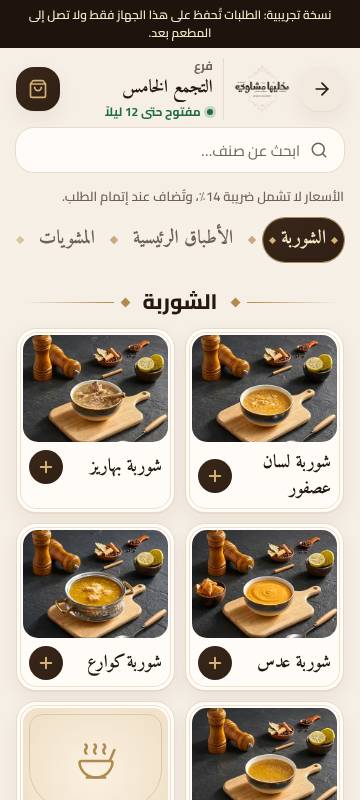 نسخة تجريبية: الطلبات تُحفظ على هذا الجهاز فقط ولا تصل إلى
المطعم بعد.
خليها مشاوي
فرع
التجمع الخامس
مفتوح حتى 12 ليلاً
ابحث عن صنف...
الأسعار لا تشمل ضريبة 14٪، وتُضاف عند إتمام الطلب.
الشوربة
الأطباق الرئيسية
المشويات
الشوربة
شوربة لسان
عصفور
شوربة بهاريز
شوربة عدس
شوربة كوارع